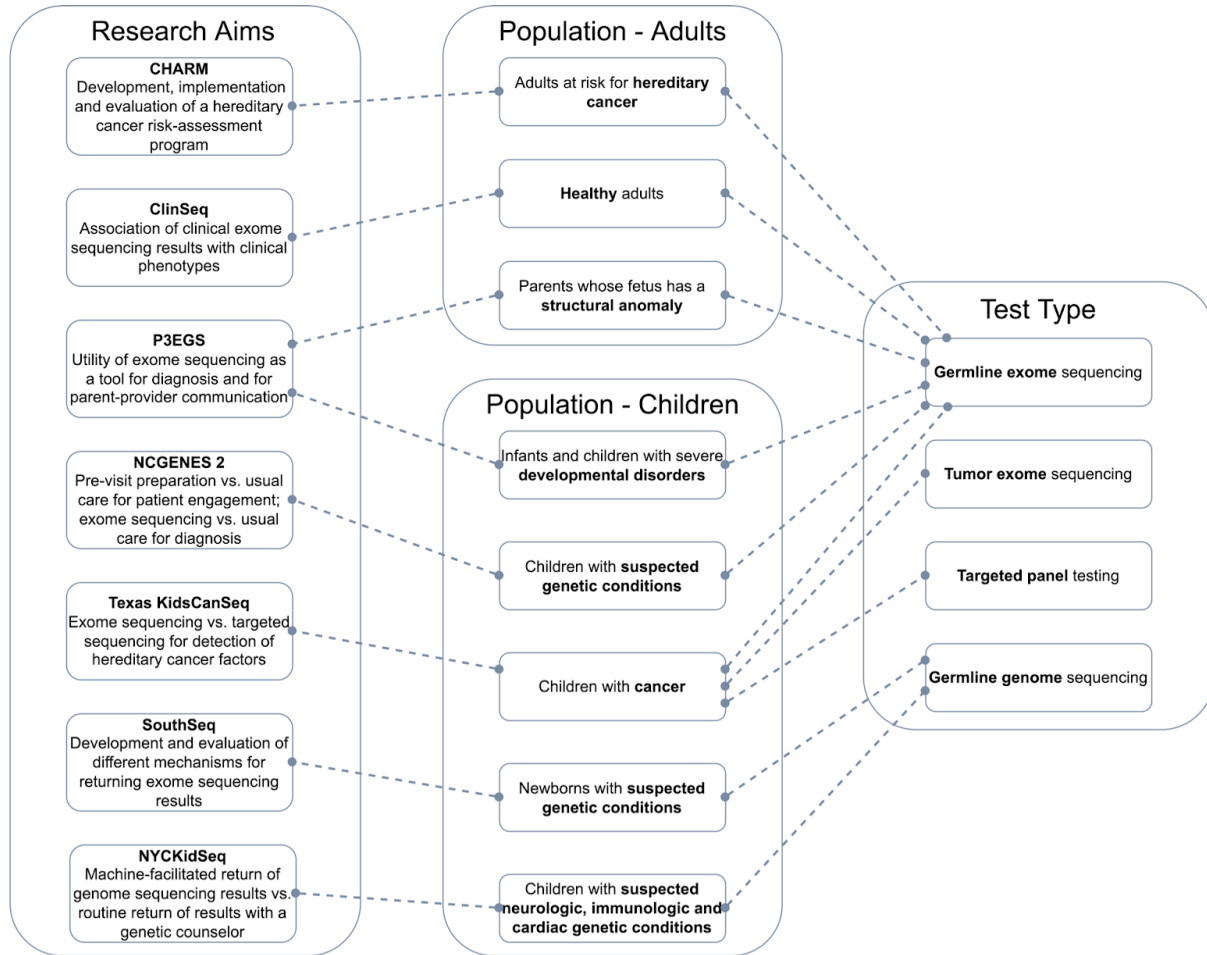 Research Aims
CHARM
Development, implementation
and evaluation of a hereditary
cancer risk-assessment
program
ClinSeq
Association of clinical exome
sequencing results with clinical
phenotypes
P3EGS
Utility of exome sequencing as
a tool for diagnosis and for
parent-provider communication
NCGENES 2
Pre-visit preparation vs. usual
care for patient engagement;
exome sequencing vs. usual
care for diagnosis
Texas KidsCanSeq
Exome sequencing vs. targeted
sequencing for detection of
hereditary cancer factors
SouthSeq
Development and evaluation of
different mechanisms for
returning exome sequencing
results
NYCKidSeq
Machine-facilitated return of
genome sequencing results vs.
routine return of results with a
genetic counselor
Population - Adults
Adults at risk for hereditary
cancer
Healthy adults
Parents whose fetus has a
structural anomaly
Population - Children
Infants and children with severe
developmental disorders
Children with suspected
genetic conditions
Children with cancer
Newborns with suspected
genetic conditions
Children with suspected
neurologic, immunologic and
cardiac genetic conditions
Test Type
Germline exome sequencing
Tumor exome sequencing
Targeted panel testing
Germline genome sequencing